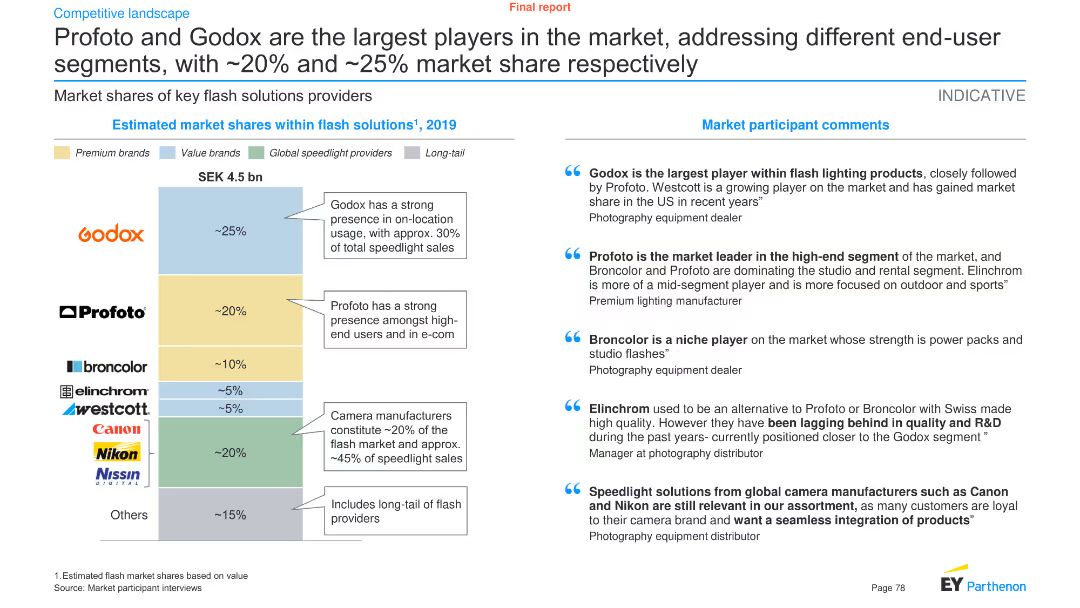 Competitive landscape
Final report
Profoto and Godox are the largest players in the market, addressing different end-user
segments, with ~20% and ~25% market share respectively
Market shares of key flash solutions providers
INDICATIVE
Estimated market shares within flash solutions1, 2019
Premium brands
Value brands
Global speedlight providers
Long-tail
SEK 4.5 bn
Godox
~25%
Godox has a strong
presence in on-location
usage, with approx. 30%
of total speedlight sales
Profoto
~20%
Profoto has a strong
presence amongst high-
end users and in e-com
broncolor
~10%
elinchrom
~5%
westcott
~5%
Canon
Nikon
NISSIN
DIGITAL
~20%
Camera manufacturers
constitute ~20% of the
flash market and approx.
~45% of speedlight sales
Others
~15%
Includes long-tail of flash
providers
Market participant comments
“ Godox is the largest player within flash lighting products, closely followed
by Profoto. Westcott is a growing player on the market and has gained market
share in the US in recent years”
Photography equipment dealer
“ Profoto is the market leader in the high-end segment of the market, and
Broncolor and Profoto are dominating the studio and rental segment. Elinchrom
is more of a mid-segment player and is more focused on outdoor and sports”
Premium lighting manufacturer
“ Broncolor is a niche player on the market whose strength is power packs and
studio flashes”
Photography equipment dealer
“ Elinchrom used to be an alternative to Profoto or Broncolor with Swiss made
high quality. However they have been lagging behind in quality and R&D
during the past years- currently positioned closer to the Godox segment ”
Manager at photography distributor
“ Speedlight solutions from global camera manufacturers such as Canon
and Nikon are still relevant in our assortment, as many customers are loyal
to their camera brand and want a seamless integration of products”
Photography equipment distributor
1.Estimated flash market shares based on value
Source: Market participant interviews
Page 78
EY Parthenon